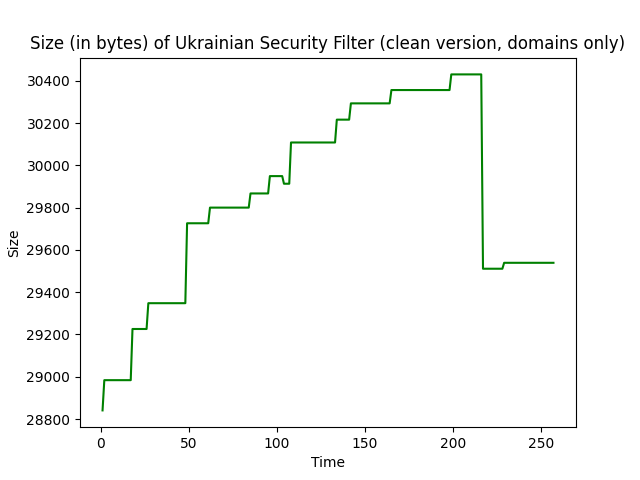 Size (in bytes) of Ukrainian Security Filter (clean version, domains only)
30400
30200
30000
29800
29600
29400
29200
29000
28800
Size
0 50 100 150 200 250
Time